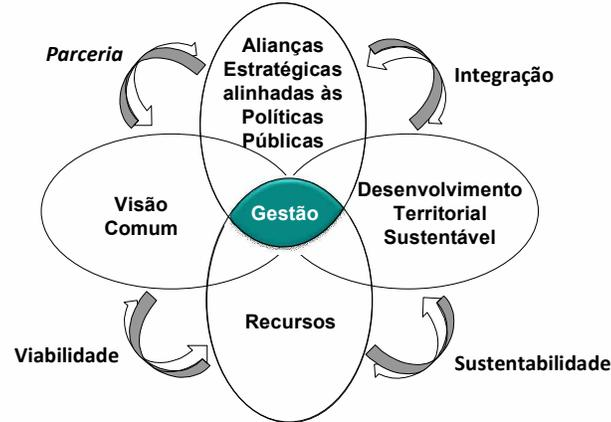 Parceria
Alianças
Estratégicas
alinhadas às
Políticas
Públicas
Integração
Visão
Comum
Gestão
Desenvolvimento
Territorial
Sustentável
Recursos
Viabilidade
Sustentabilidade